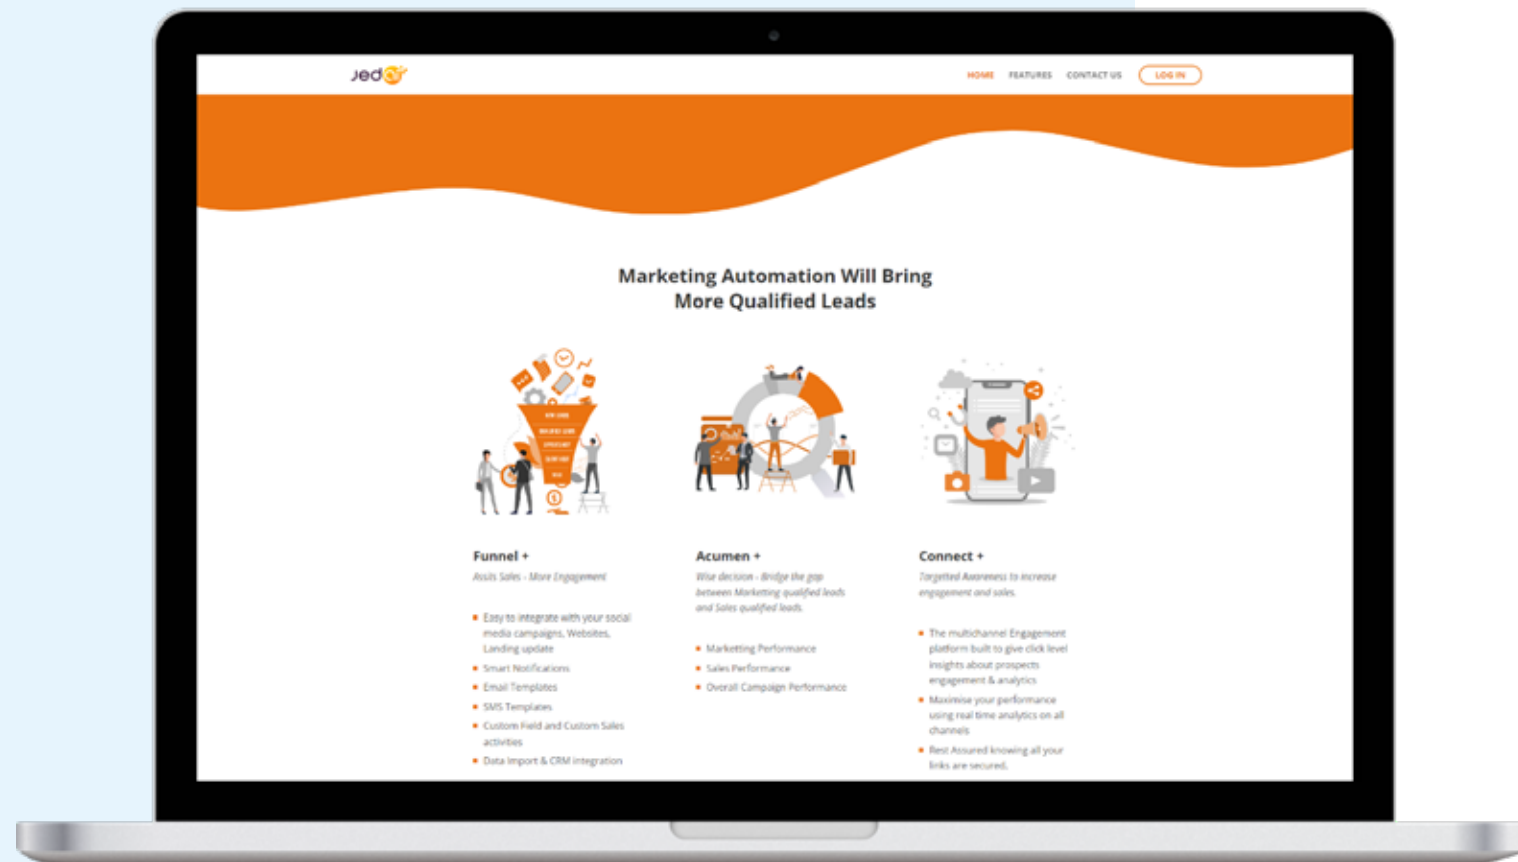 Jed
HOME FEATURES CONTACT US LOG IN
Marketing Automation Will Bring
More Qualified Leads
Funnel +
Assits Sales - More Engagement
Easy to integrate with your social
media campaigns, Websites,
Landing update
Smart Notifications
Email Templates
SMS Templates
Custom Field and Custom Sales
activities
Data Import & CRM integration
Acumen +
Wise decision - Bridge the gap
between Marketting qualified leads
and Sales qualified leads.
Marketting Performance
Sales Performance
Overall Campaign Performance
Connect +
Targetted Awareness to increase
engagement and sales.
The multichannel Engagement
platform built to give click level
insights about prospects
engagement & analytics
Maximise your performance
using real time analytics on all
channels
Rest Assured knowing all your
links are secured.